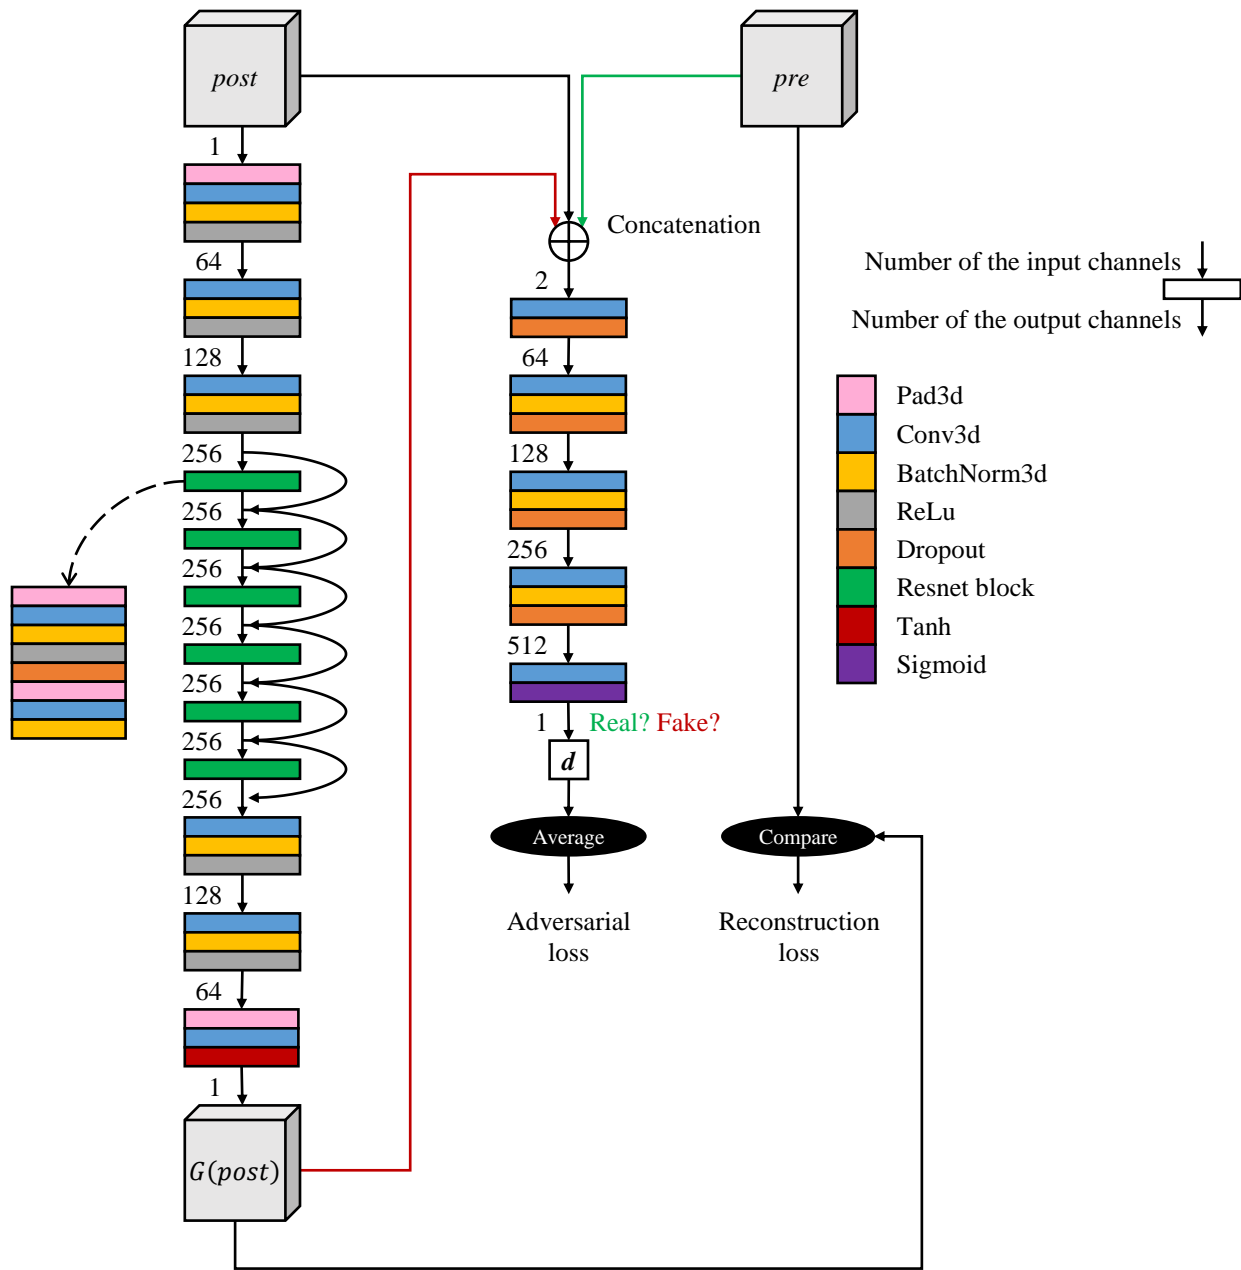 post
pre
1
Concatenation
64
2
Number of the input channels
Number of the output channels
128
64
Pad3d
Conv3d
256
128
BatchNorm3d
256
ReLu
256
256
Dropout
Resnet block
256
512
Tanh
Sigmoid
256
1
Real? Fake?
256
d
256
Average
Compare
128
Adversarial
loss
Reconstruction
loss
64
1
G(post)